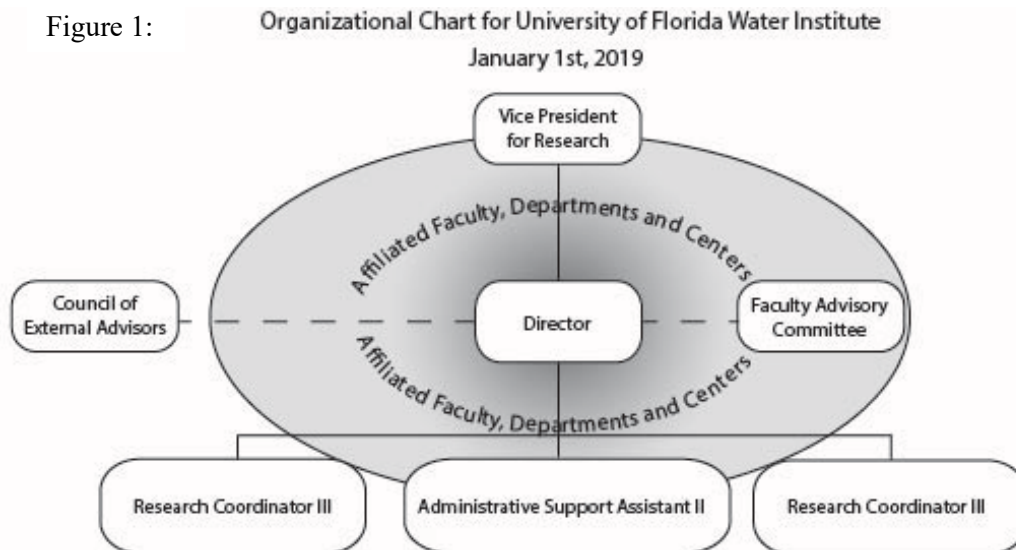 Figure 1:
Organizational Chart for University of Florida Water Institute
January 1st, 2019
Vice President
for Research
Affiliated Faculty, Departments and Centers
Council of
External Advisors
Director
Faculty Advisory
Committee
Affiliated Faculty, Departments and Centers
Research Coordinator III
Administrative Support Assistant II
Research Coordinator III